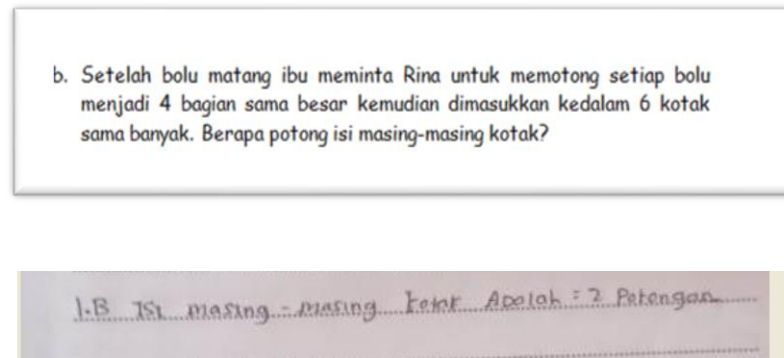 b. Setelah bolu matang ibu meminta Rina untuk memotong setiap bolu
menjadi 4 bagian sama besar kemudian dimasukkan kedalam 6 kotak
sama banyak. Berapa potong isi masing-masing kotak?
1.B ISI masing - masing kotak Adalah = 2 Potongan